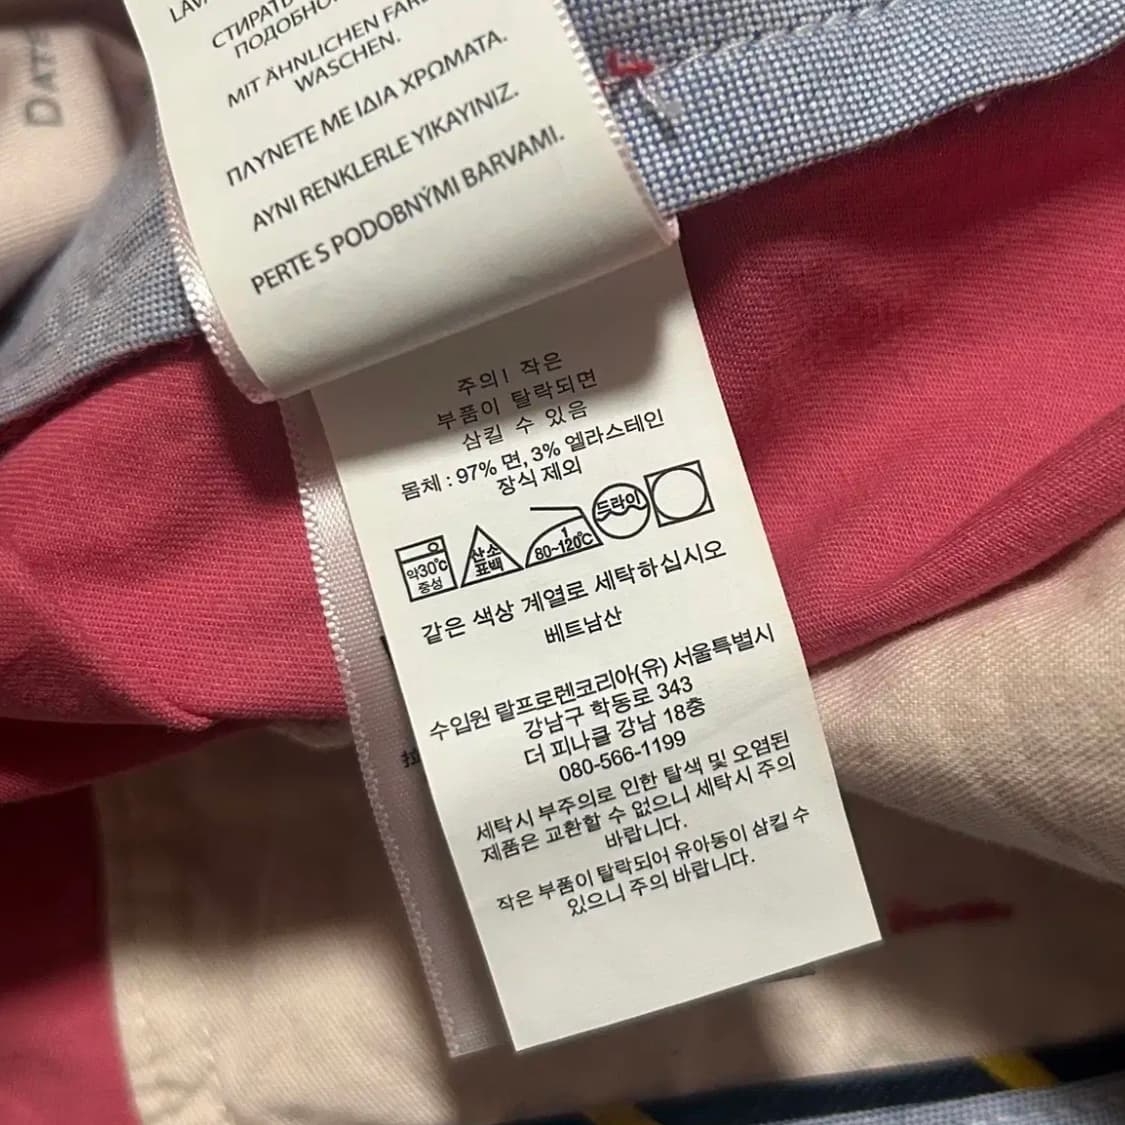 СТИРАТЬ
ПОДОБНО
MIT ÄHNLICHEN FAR
WASCHEN.
ΠΛΥΝΕΤΕ ΜΕ ΙΔΙΑ ΧΡΩΜΑΤΑ.
AYNI RENKLERLE YIKAYINIZ.
PERTE S PODOBNÝMI BARVAMI.
주의! 작은
부품이 탈락되면
삼킬 수 있음
몸체 : 97% 면, 3% 엘라스테인
장식 제외
약30℃
중성
산소
표백
1
80~120℃
드라이
같은 색상 계열로 세탁하십시오
베트남산
수입원 랄프로렌코리아(유) 서울특별시
강남구 학동로 343
더 피나클 강남 18층
080-566-1199
세탁시 부주의로 인한 탈색 및 오염된
제품은 교환할 수 없으니 세탁시 주의
바랍니다.
작은 부품이 탈락되어 유아동이 삼킬 수
있으니 주의 바랍니다.